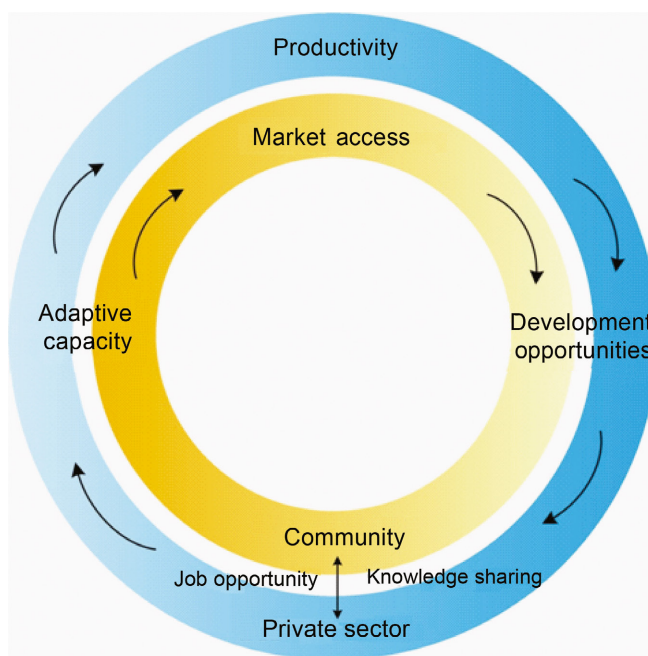 Productivity
Market access
Adaptive
capacity
Development
opportunities
Community
Job opportunity
Knowledge sharing
Private sector